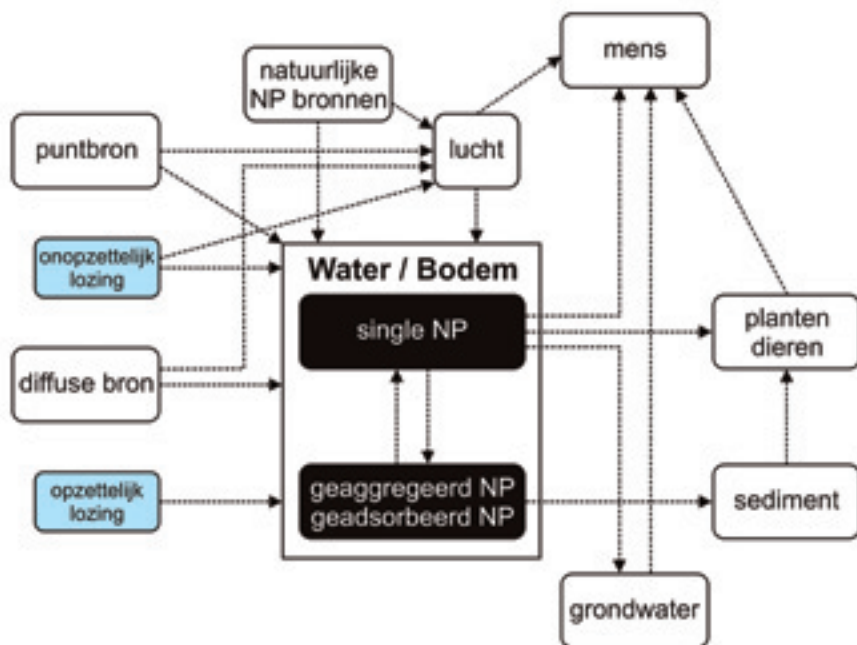 mens
natuurlijke
NP bronnen
puntbron
lucht
onopzettelijk
lozing
Water / Bodem
single NP
planten
dieren
diffuse bron
opzettelijk
lozing
geaggregeerd NP
geadsorbeerd NP
sediment
grondwater